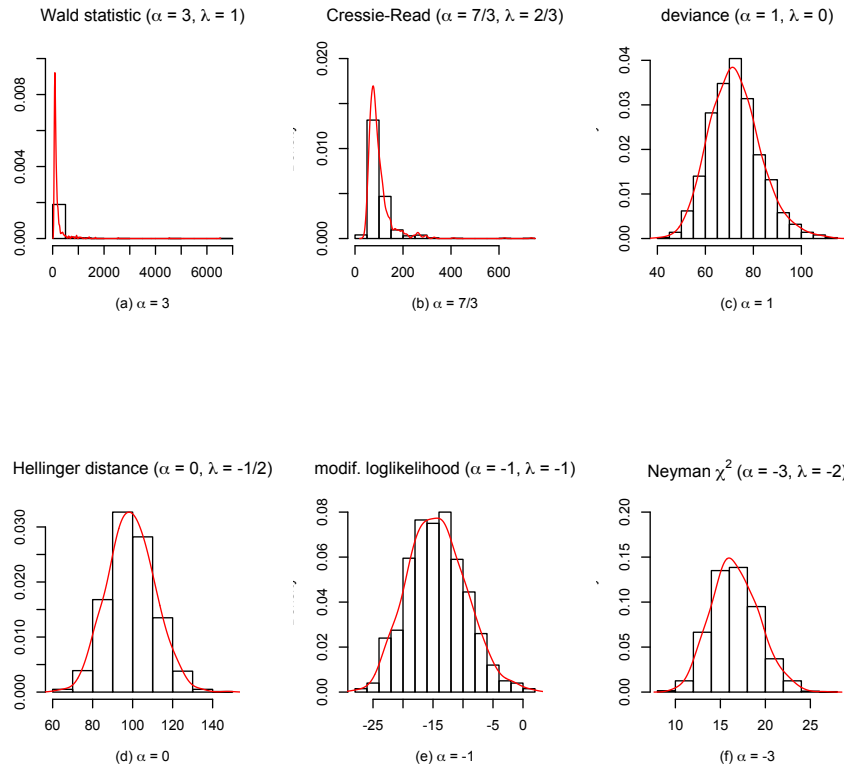 Wald statistic (α = 3, λ = 1)
0.000 0.004 0.008
0 2000 4000 6000
(a) α = 3
Cressie-Read (α = 7/3, λ = 2/3)
0.000 0.010 0.020
0 200 400 600
(b) α = 7/3
deviance (α = 1, λ = 0)
0.00 0.01 0.02 0.03 0.04
40 60 80 100
(c) α = 1
Hellinger distance (α = 0, λ = -1/2)
0.000 0.010 0.020 0.030
60 80 100 120 140
(d) α = 0
modif. loglikelihood (α = -1, λ = -1)
0.00 0.02 0.04 0.06 0.08
-25 -15 -5 0
(e) α = -1
Neyman χ² (α = -3, λ = -2)
0.00 0.05 0.10 0.15 0.20
10 15 20 25
(f) α = -3